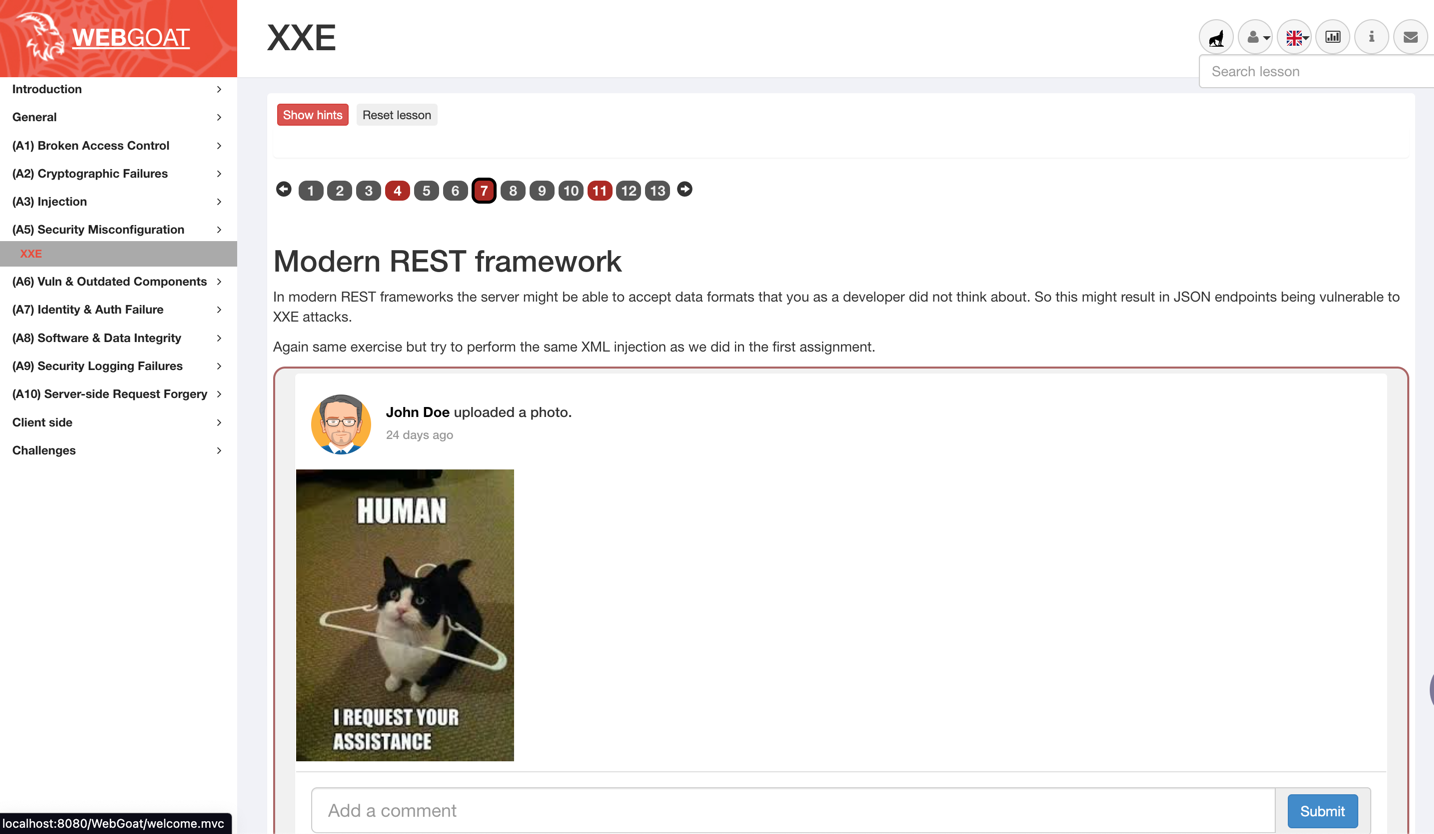 WEBGOAT
XXE
Search lesson
Introduction
General
(A1) Broken Access Control
(A2) Cryptographic Failures
(A3) Injection
(A5) Security Misconfiguration
XXE
(A6) Vuln & Outdated Components
(A7) Identity & Auth Failure
(A8) Software & Data Integrity
(A9) Security Logging Failures
(A10) Server-side Request Forgery
Client side
Challenges
Show hints Reset lesson
1 2 3 4 5 6 7 8 9 10 11 12 13
Modern REST framework
In modern REST frameworks the server might be able to accept data formats that you as a developer did not think about. So this might result in JSON endpoints being vulnerable to
XXE attacks.
Again same exercise but try to perform the same XML injection as we did in the first assignment.
John Doe uploaded a photo.
24 days ago
HUMAN
I REQUEST YOUR
ASSISTANCE
Add a comment Submit
localhost:8080/WebGoat/welcome.mvc